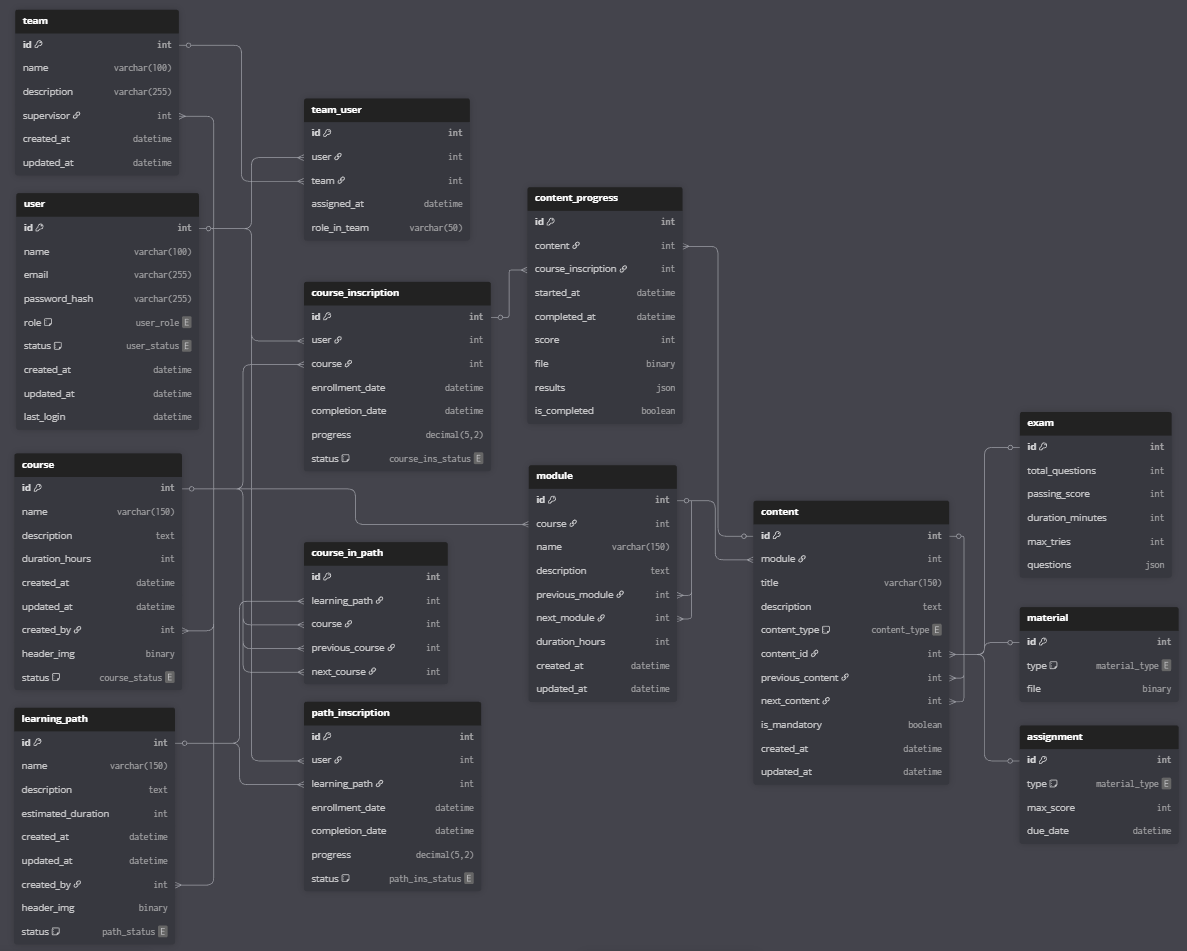 team
id int
name varchar(100)
description varchar(255)
supervisor int
created_at datetime
updated_at datetime
user
id int
name varchar(100)
email varchar(255)
password_hash varchar(255)
role user_role E
status user_status E
created_at datetime
updated_at datetime
last_login datetime
course
id int
name varchar(150)
description text
duration_hours int
created_at datetime
updated_at datetime
created_by int
header_img binary
status course_status E
learning_path
id int
name varchar(150)
description text
estimated_duration int
created_at datetime
updated_at datetime
created_by int
header_img binary
status path_status E
team_user
id int
user int
team int
assigned_at datetime
role_in_team varchar(50)
course_inscription
id int
user int
course int
enrollment_date datetime
completion_date datetime
progress decimal(5,2)
status course_ins_status E
course_in_path
id int
learning_path int
course int
previous_course int
next_course int
path_inscription
id int
user int
learning_path int
enrollment_date datetime
completion_date datetime
progress decimal(5,2)
status path_ins_status E
content_progress
id int
content int
course_inscription int
started_at datetime
completed_at datetime
score int
file binary
results json
is_completed boolean
module
id int
course int
name varchar(150)
description text
previous_module int
next_module int
duration_hours int
created_at datetime
updated_at datetime
content
id int
module int
title varchar(150)
description text
content_type content_type E
content_id int
previous_content int
next_content int
is_mandatory boolean
created_at datetime
updated_at datetime
exam
id int
total_questions int
passing_score int
duration_minutes int
max_tries int
questions json
material
id int
type material_type E
file binary
assignment
id int
type material_type E
max_score int
due_date datetime